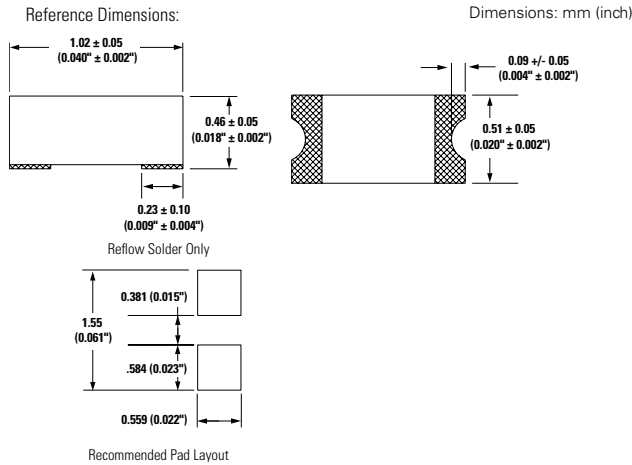 Reference Dimensions:
Dimensions: mm (inch)
1.02 ± 0.05
(0.040" ± 0.002")
0.09 +/- 0.05
(0.004" ± 0.002")
0.46 ± 0.05
(0.018" ± 0.002")
0.51 ± 0.05
(0.020" ± 0.002")
0.23 ± 0.10
(0.009" ± 0.004")
Reflow Solder Only
0.381 (0.015")
1.55
(0.061")
.584 (0.023")
0.559 (0.022")
Recommended Pad Layout